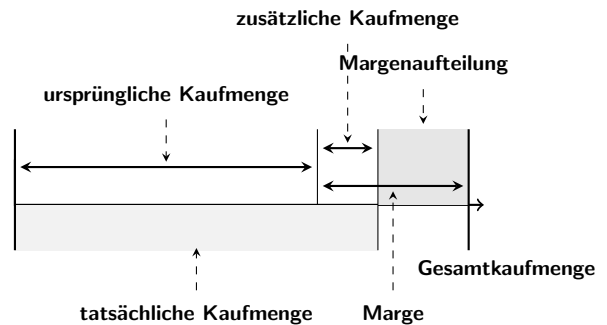 zusätzliche Kaufmenge
Margenaufteilung
ursprüngliche Kaufmenge
Gesamtkaufmenge
tatsächliche Kaufmenge
Marge